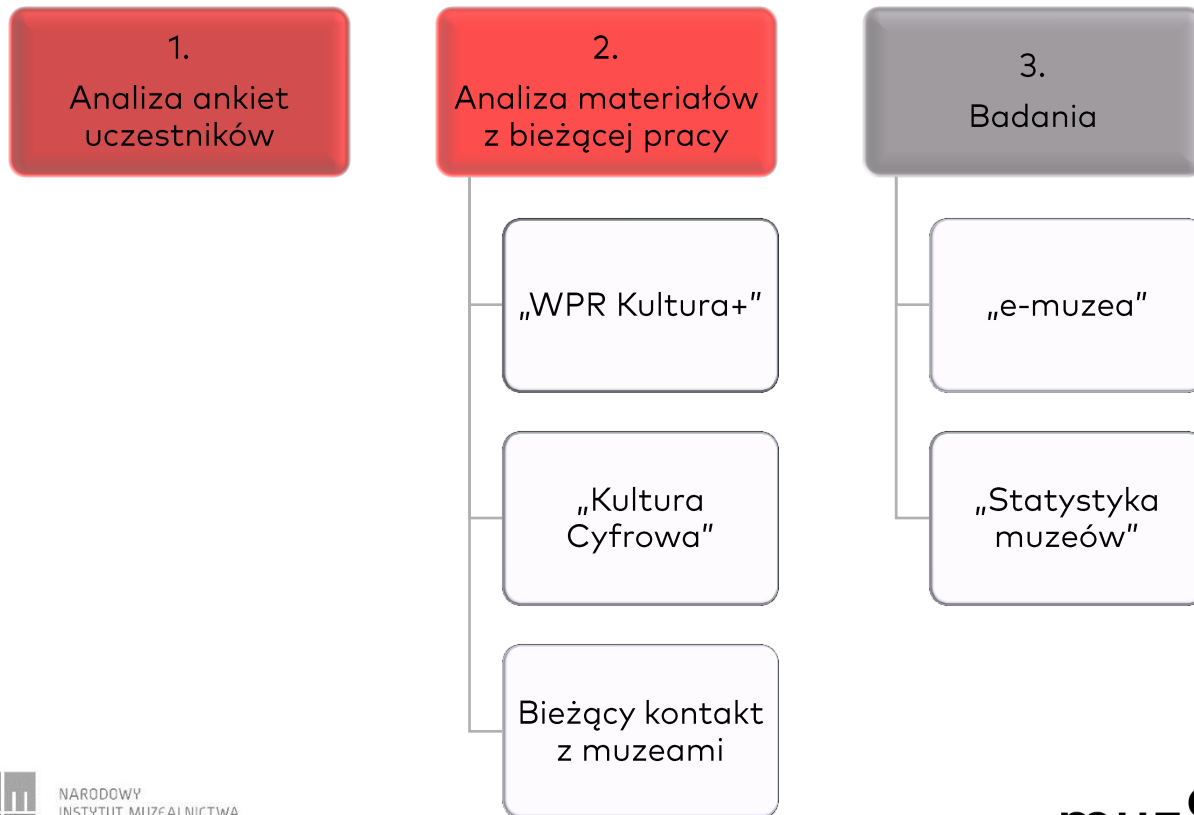 1.
Analiza ankiet
uczestników
2.
Analiza materiałów
z bieżącej pracy
„WPR Kultura+”
„Kultura
Cyfrowa”
Bieżący kontakt
z muzeami
3.
Badania
„e-muzea”
„Statystyka
muzeów”
NARODOWY
INSTYTUT MUZEALNICTWA